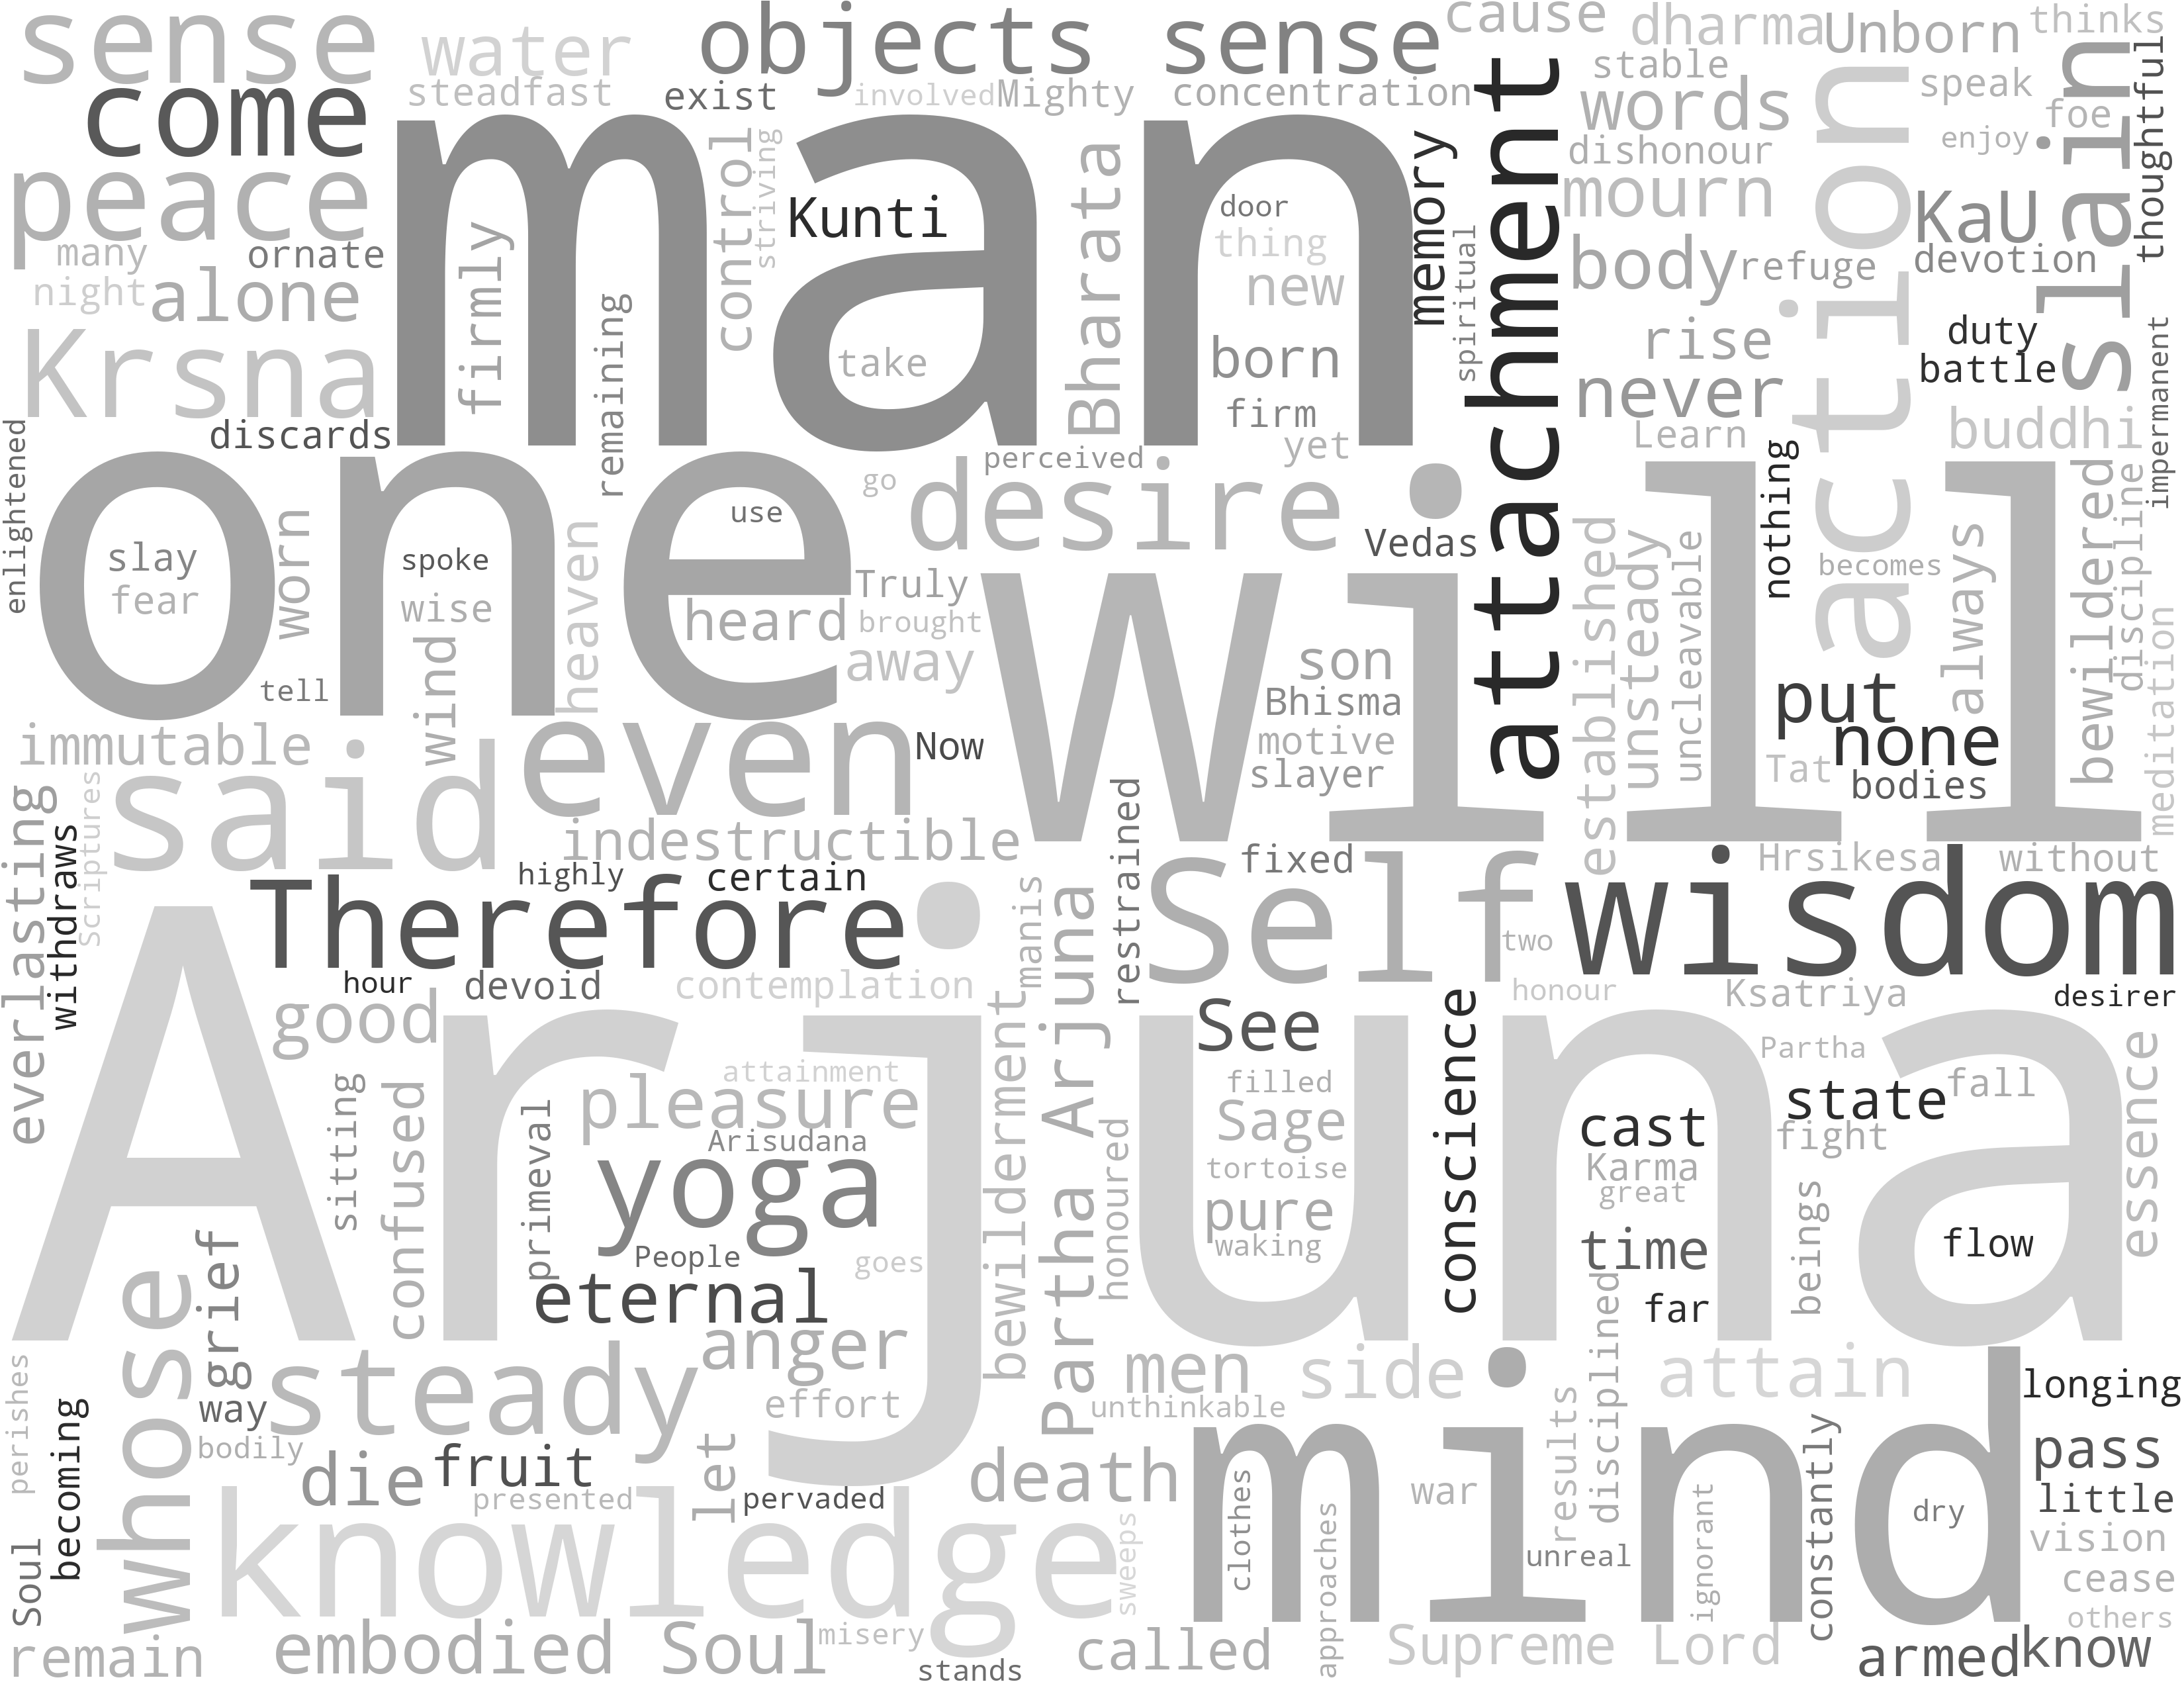 sense
water
objects sense
cause
dharma
Unborn
thinks
come
steadfast
exist
involved
Mighty
concentration
stable
words
speak
foe
enjoy
slain
thoughtful
peace
man
control
striving
Kunti
Bharata
door
thing
new
memory
attachment
dishonour
mourn
action
KaU
devotion
many
ornate
night
alone
firmly
remaining
spiritual
body
refuge
Krsna
take
born
firm
yet
rise
never
Learn
duty
battle
impermanent
discards
perceived
buddhi
enlightened
one
go
desire
will
Vedas
nothing
bewildered
discipline
slay
fear
worn
spoke
wise
use
heaven
Truly
heard
brought
away
established
unsteady
uncleavable
becomes
always
tell
wind
son
Bhisma
motive
slayer
put
none
Tat
bodies
meditation
immutable
said
even
Now
everlasting
withdraws
Scriptures
indestructible
restrained
fixed
Self
Hrsikesa
without
Therefore
highly
certain
manis
wisdom
hour
devoid
contemplation
two
honour
Ksatriya
desirer
Arjuna
good
bewilderment
Partha Arjuna
See
conscience
Partha
essence
sitting
confused
primeval
pleasure
attainment
Arisudana
yoga
honoured
filled
Sage
tortoise
pure
waking
cast
Karma
great
state
fall
fight
whose
grief
People
eternal
goes
time
far
beings
flow
perishes
becoming
way
bodily
steady
anger
effort
men
side
unthinkable
disciplined
attain
longing
die
fruit
presented
let
pervaded
death
mind
war
results
constantly
pass
little
Soul
knowledge
sweeps
clothes
approaches
unreal
ignorant
dry
vision
cease
others
remain
embodied Soul
misery
stands
called
Supreme Lord
armed
know